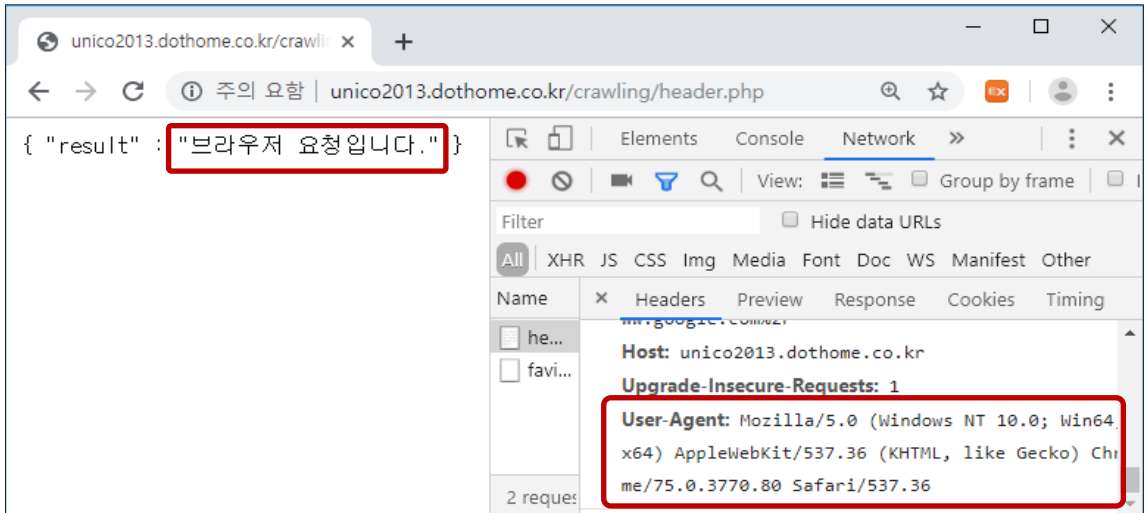 unico2013.dothome.co.kr/crawli
주의 요함 | unico2013.dothome.co.kr/crawling/header.php
{ "result" : "브라우저 요청입니다." }
Elements Console Network »
View: Group by frame
Filter Hide data URLs
All XHR JS CSS Img Media Font Doc WS Manifest Other
Name × Headers Preview Response Cookies Timing
he...
favi...
Host: unico2013.dothome.co.kr
Upgrade-Insecure-Requests: 1
User-Agent: Mozilla/5.0 (Windows NT 10.0; Win64
x64) AppleWebKit/537.36 (KHTML, like Gecko) Chr
me/75.0.3770.80 Safari/537.36
2 reques